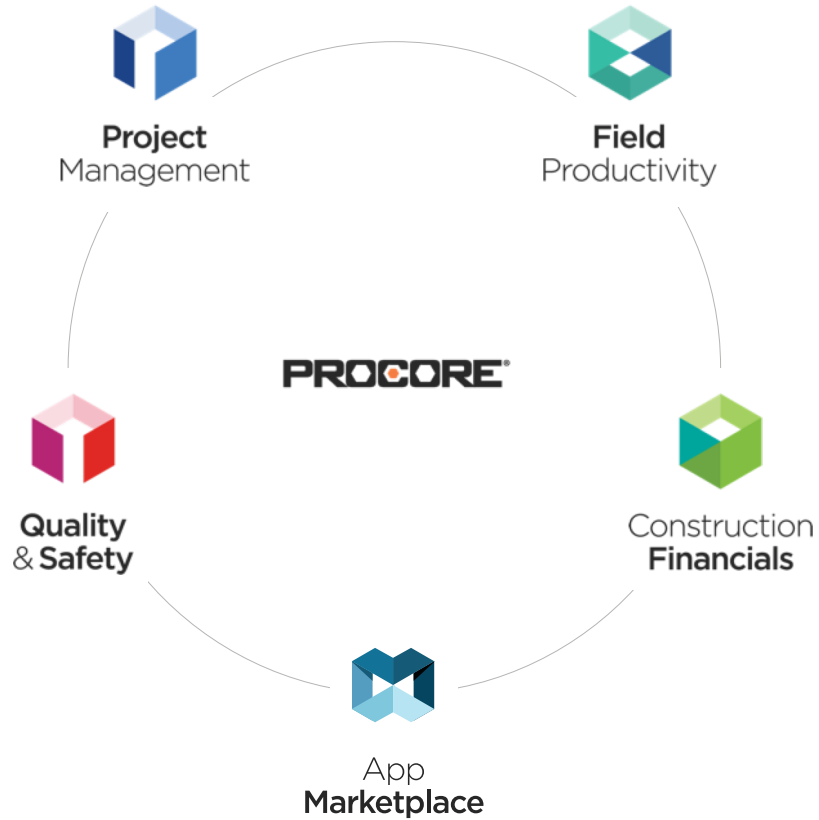 Project
Management
Field
Productivity
PROCORE®
Quality
& Safety
Construction
Financials
App
Marketplace